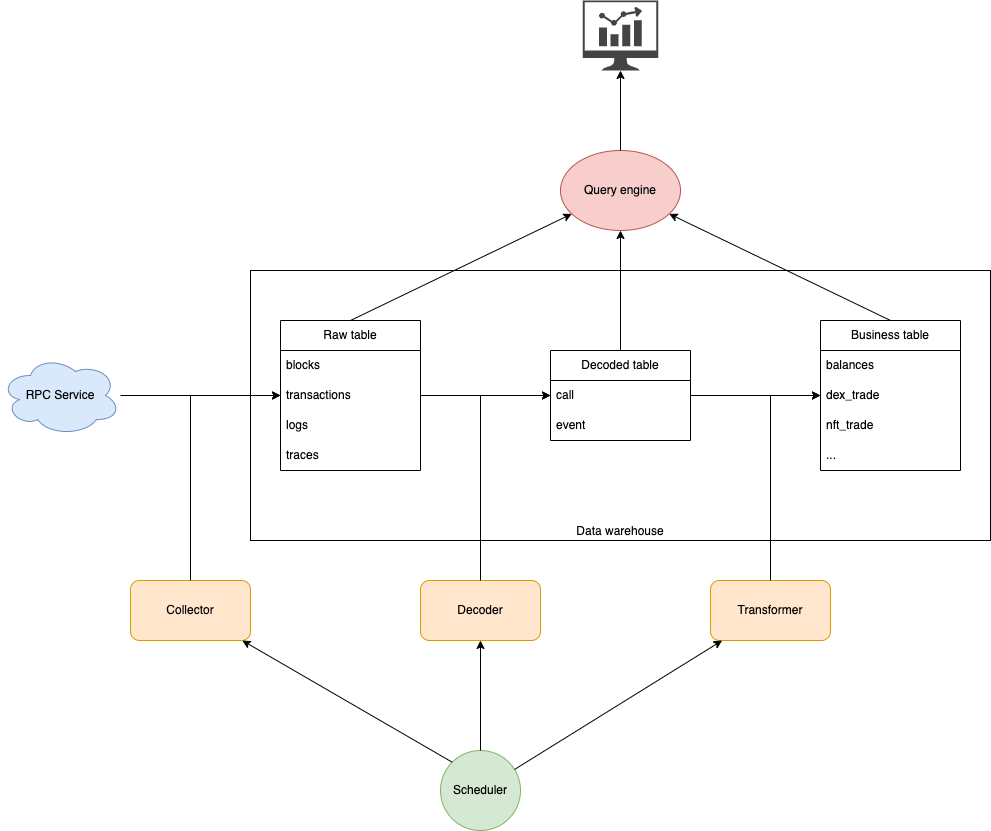 Query engine
Raw table
blocks
transactions
logs
traces
Decoded table
call
event
Business table
balances
dex_trade
nft_trade
...
RPC Service
Data warehouse
Collector
Decoder
Transformer
Scheduler